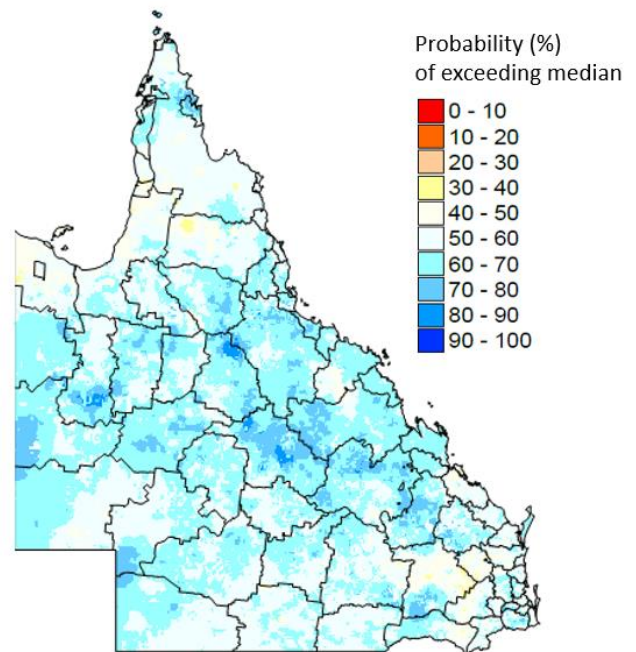 Probability (%)
of exceeding median
0 - 10
10 - 20
20 - 30
30 - 40
40 - 50
50 - 60
60 - 70
70 - 80
80 - 90
90 - 100